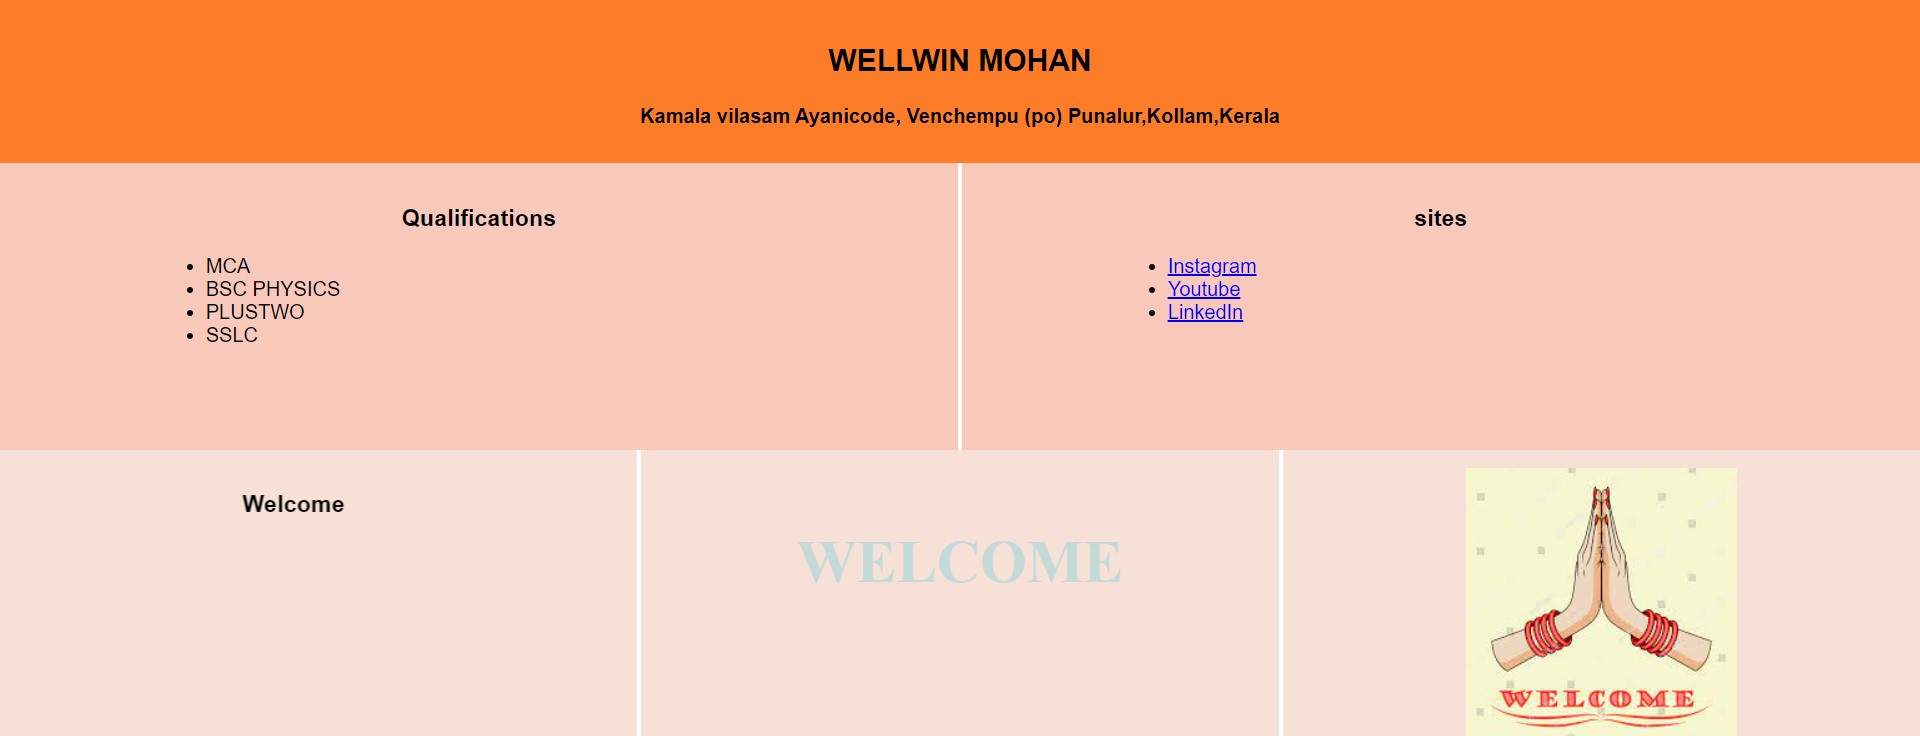 WELLWIN MOHAN
Kamala vilasam Ayanicode, Venchempu (po) Punalur,Kollam,Kerala
Qualifications
MCA
BSC PHYSICS
PLUSTWO
SSLC
sites
Instagram
Youtube
LinkedIn
Welcome
WELCOME
WELCOME